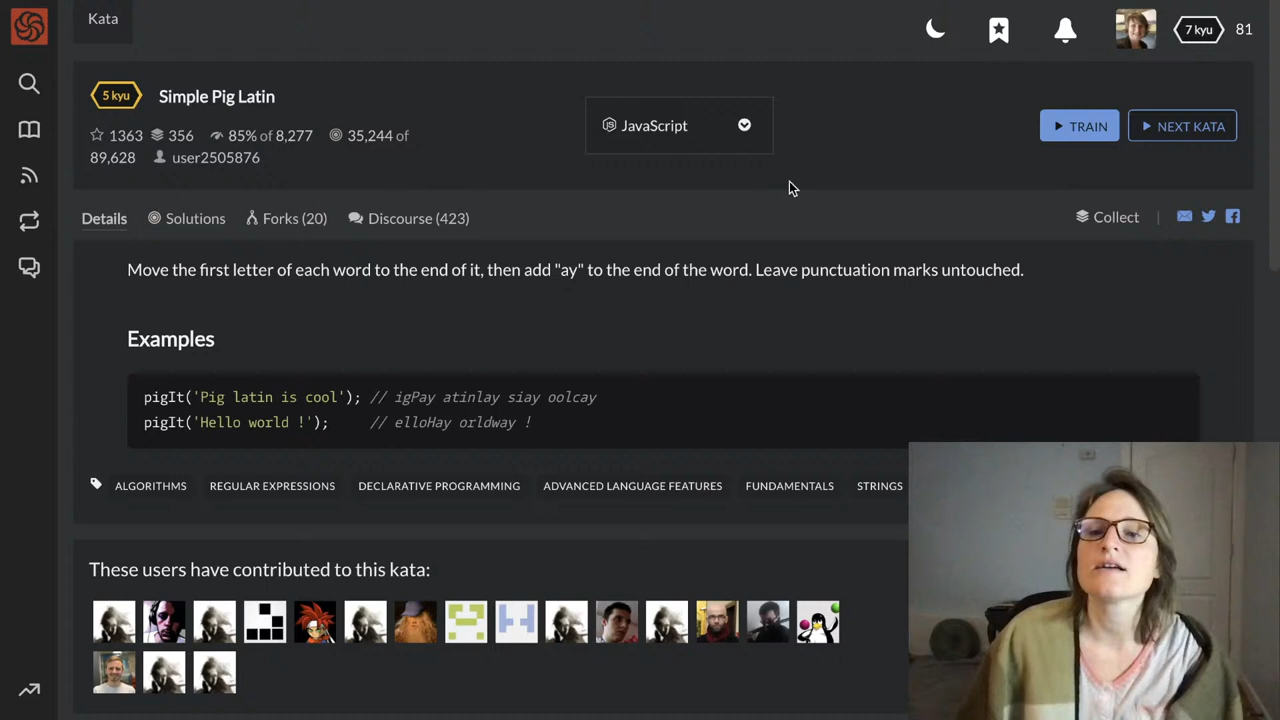 Kata
7 kyu 81
5 kyu Simple Pig Latin
JavaScript
TRAIN NEXT KATA
1363 356 85% of 8,277 35,244 of
89,628 user2505876
Details Solutions Forks (20) Discourse (423) Collect
Move the first letter of each word to the end of it, then add "ay" to the end of the word. Leave punctuation marks untouched.
Examples
pigIt('Pig latin is cool'); // igPay atinlay siay oolcay
pigIt('Hello world !'); // elloHay orldway !
ALGORITHMS REGULAR EXPRESSIONS DECLARATIVE PROGRAMMING ADVANCED LANGUAGE FEATURES FUNDAMENTALS STRINGS
These users have contributed to this kata: